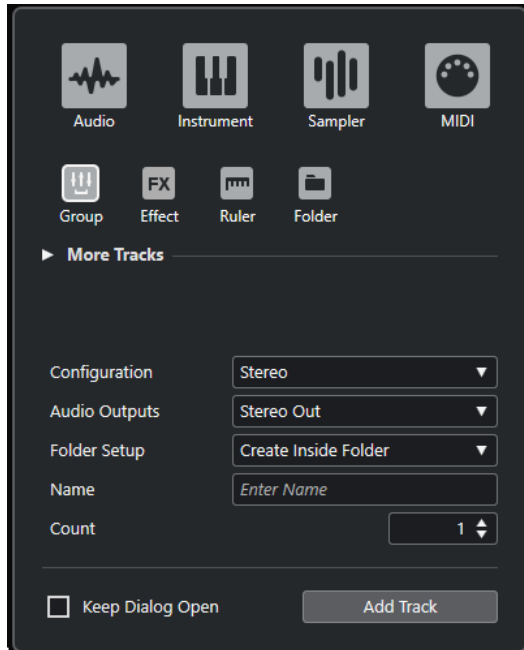 Audio Instrument Sampler MIDI
FX
Group Effect Ruler Folder
More Tracks
Configuration Stereo
Audio Outputs Stereo Out
Folder Setup Create Inside Folder
Name Enter Name
Count 1
Keep Dialog Open Add Track